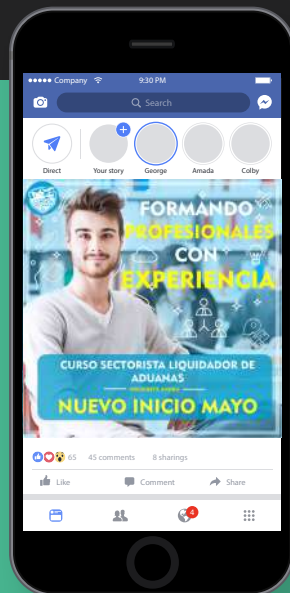 Company 9:30 PM
Search
Direct Your story George Amada Colby
FORMANDO
PROFESIONALES
CON
EXPERIENCIA
CURSO SECTORISTA LIQUIDADOR DE
ADUANAS
NUEVO INICIO MAYO
65 45 comments 8 sharings
Like Comment Share
4